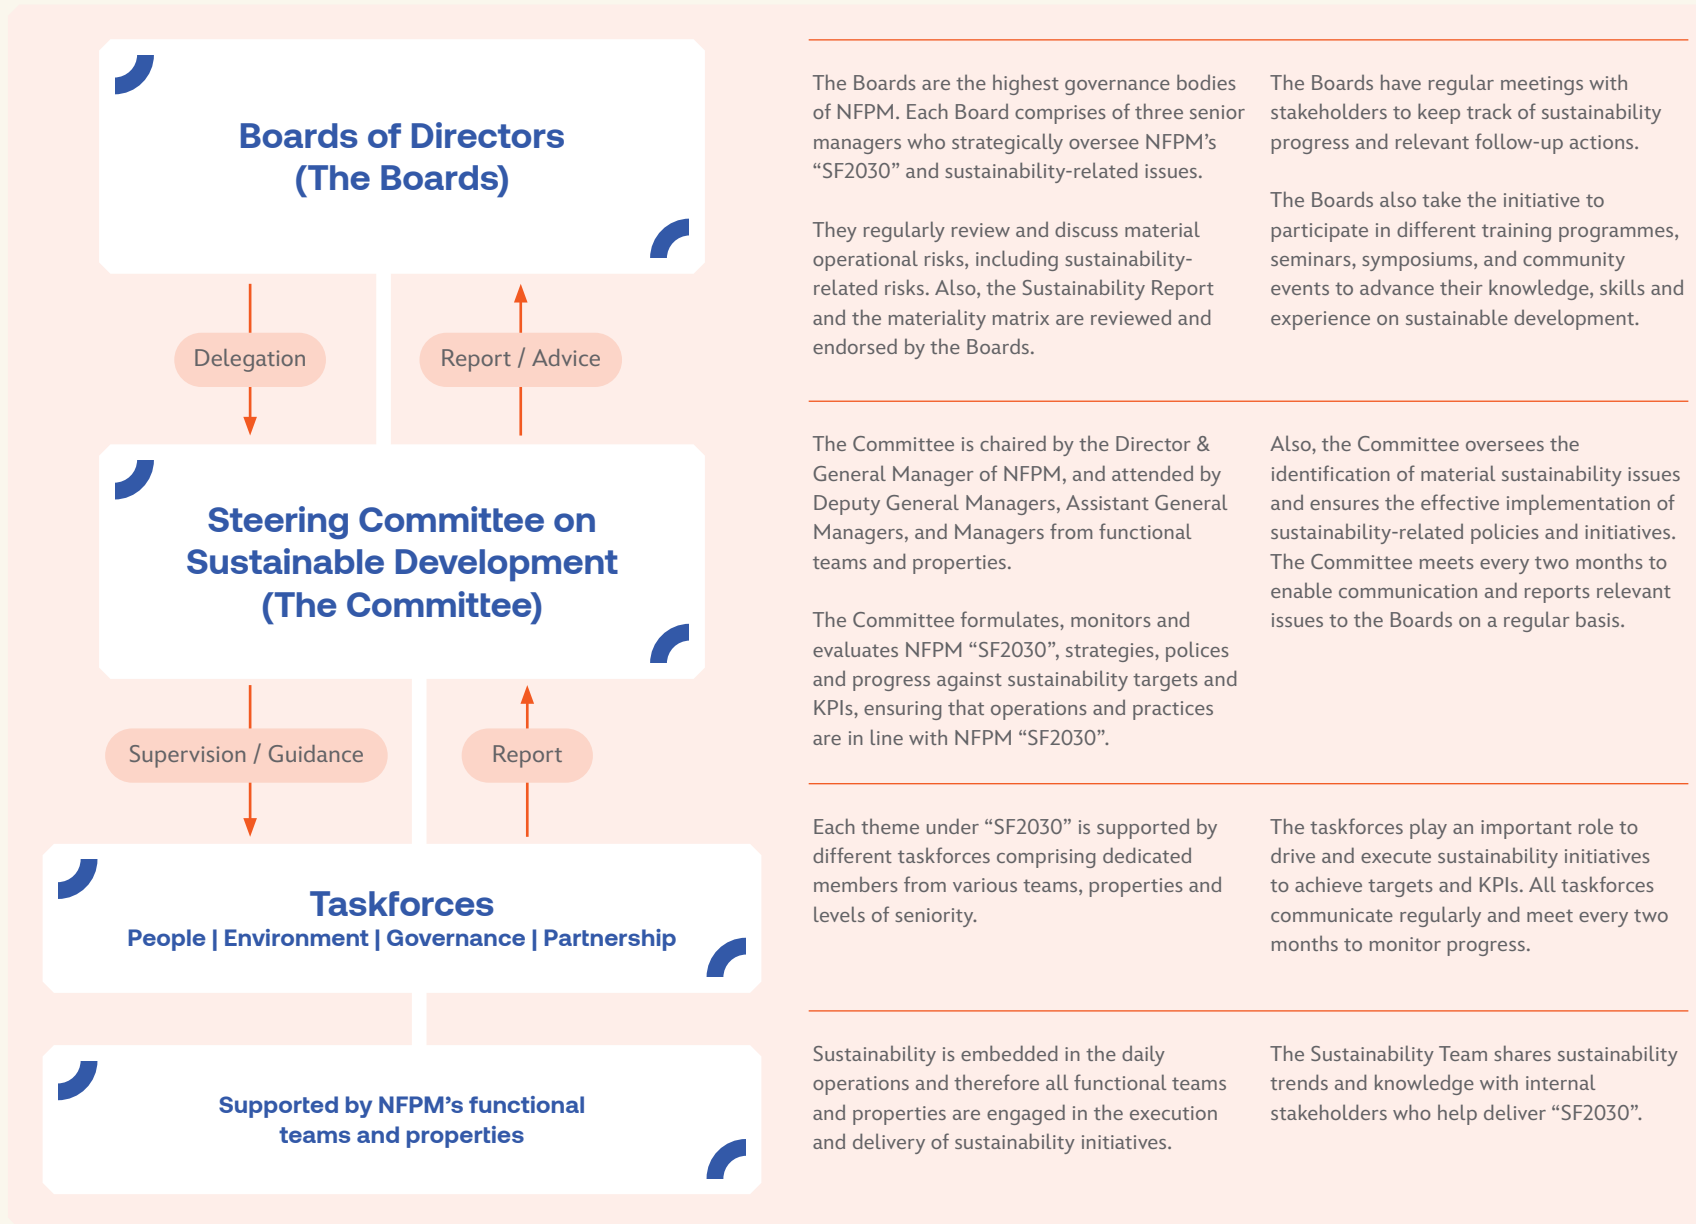 Boards of Directors
(The Boards)
The Boards are the highest governance bodies
of NFPM. Each Board comprises of three senior
managers who strategically oversee NFPM’s
“SF2030” and sustainability-related issues.
They regularly review and discuss material
operational risks, including sustainability-
related risks. Also, the Sustainability Report
and the materiality matrix are reviewed and
endorsed by the Boards.
The Boards have regular meetings with
stakeholders to keep track of sustainability
progress and relevant follow-up actions.
The Boards also take the initiative to
participate in different training programmes,
seminars, symposiums, and community
events to advance their knowledge, skills and
experience on sustainable development.
Delegation
Report / Advice
Steering Committee on
Sustainable Development
(The Committee)
The Committee is chaired by the Director &
General Manager of NFPM, and attended by
Deputy General Managers, Assistant General
Managers, and Managers from functional
teams and properties.
The Committee formulates, monitors and
evaluates NFPM “SF2030”, strategies, polices
and progress against sustainability targets and
KPIs, ensuring that operations and practices
are in line with NFPM “SF2030”.
Also, the Committee oversees the
identification of material sustainability issues
and ensures the effective implementation of
sustainability-related policies and initiatives.
The Committee meets every two months to
enable communication and reports relevant
issues to the Boards on a regular basis.
Supervision / Guidance
Report
Taskforces
People | Environment | Governance | Partnership
Each theme under “SF2030” is supported by
different taskforces comprising dedicated
members from various teams, properties and
levels of seniority.
The taskforces play an important role to
drive and execute sustainability initiatives
to achieve targets and KPIs. All taskforces
communicate regularly and meet every two
months to monitor progress.
Supported by NFPM’s functional
teams and properties
Sustainability is embedded in the daily
operations and therefore all functional teams
and properties are engaged in the execution
and delivery of sustainability initiatives.
The Sustainability Team shares sustainability
trends and knowledge with internal
stakeholders who help deliver “SF2030”.